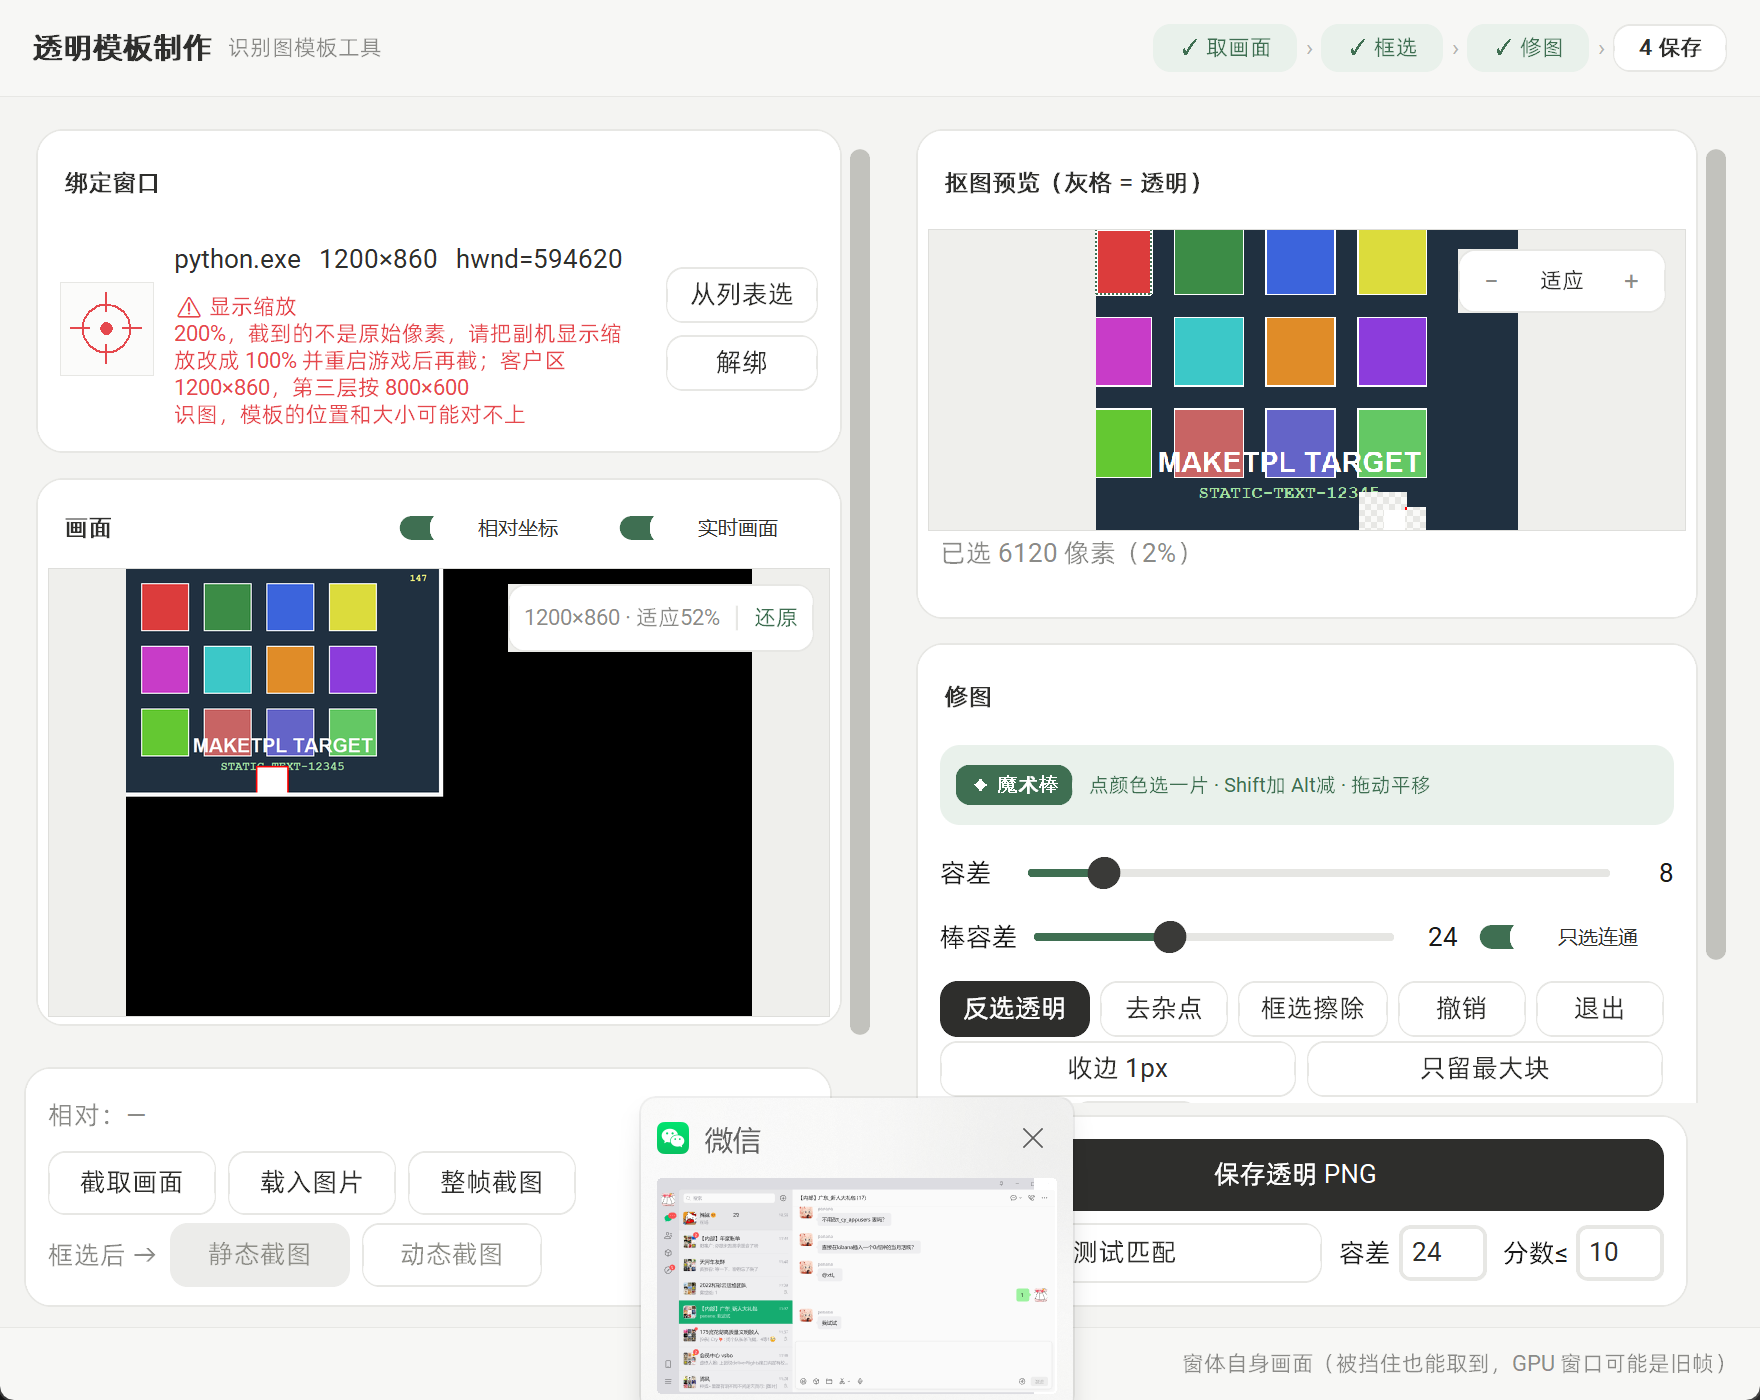 透明模板制作 识别图模板工具
✓ 取画面 › ✓ 框选 › ✓ 修图 › 4 保存
绑定窗口
python.exe 1200×860 hwnd=594620
⚠ 显示缩放
200%，截到的不是原始像素，请把副机显示缩
放改成 100% 并重启游戏后再截；客户区
1200×860，第三层按 800×600
识图，模板的位置和大小可能对不上
从列表选
解绑
画面
相对坐标
实时画面
147
1200×860 · 适应52%
还原
MAKETPL TARGET
STATIC-TEXT-12345
相对：—
截取画面
载入图片
整帧截图
框选后 →
静态截图
动态截图
抠图预览（灰格 = 透明）
− 适应 +
MAKETPL TARGET
STATIC-TEXT-12345
已选 6120 像素（2%）
修图
✦ 魔术棒
点颜色选一片 · Shift加 Alt减 · 拖动平移
容差
8
棒容差
24
只选连通
反选透明
去杂点
框选擦除
撤销
退出
收边 1px
只留最大块
微信
保存透明 PNG
测试匹配
容差 24
分数≤ 10
窗体自身画面（被挡住也能取到，GPU 窗口可能是旧帧）